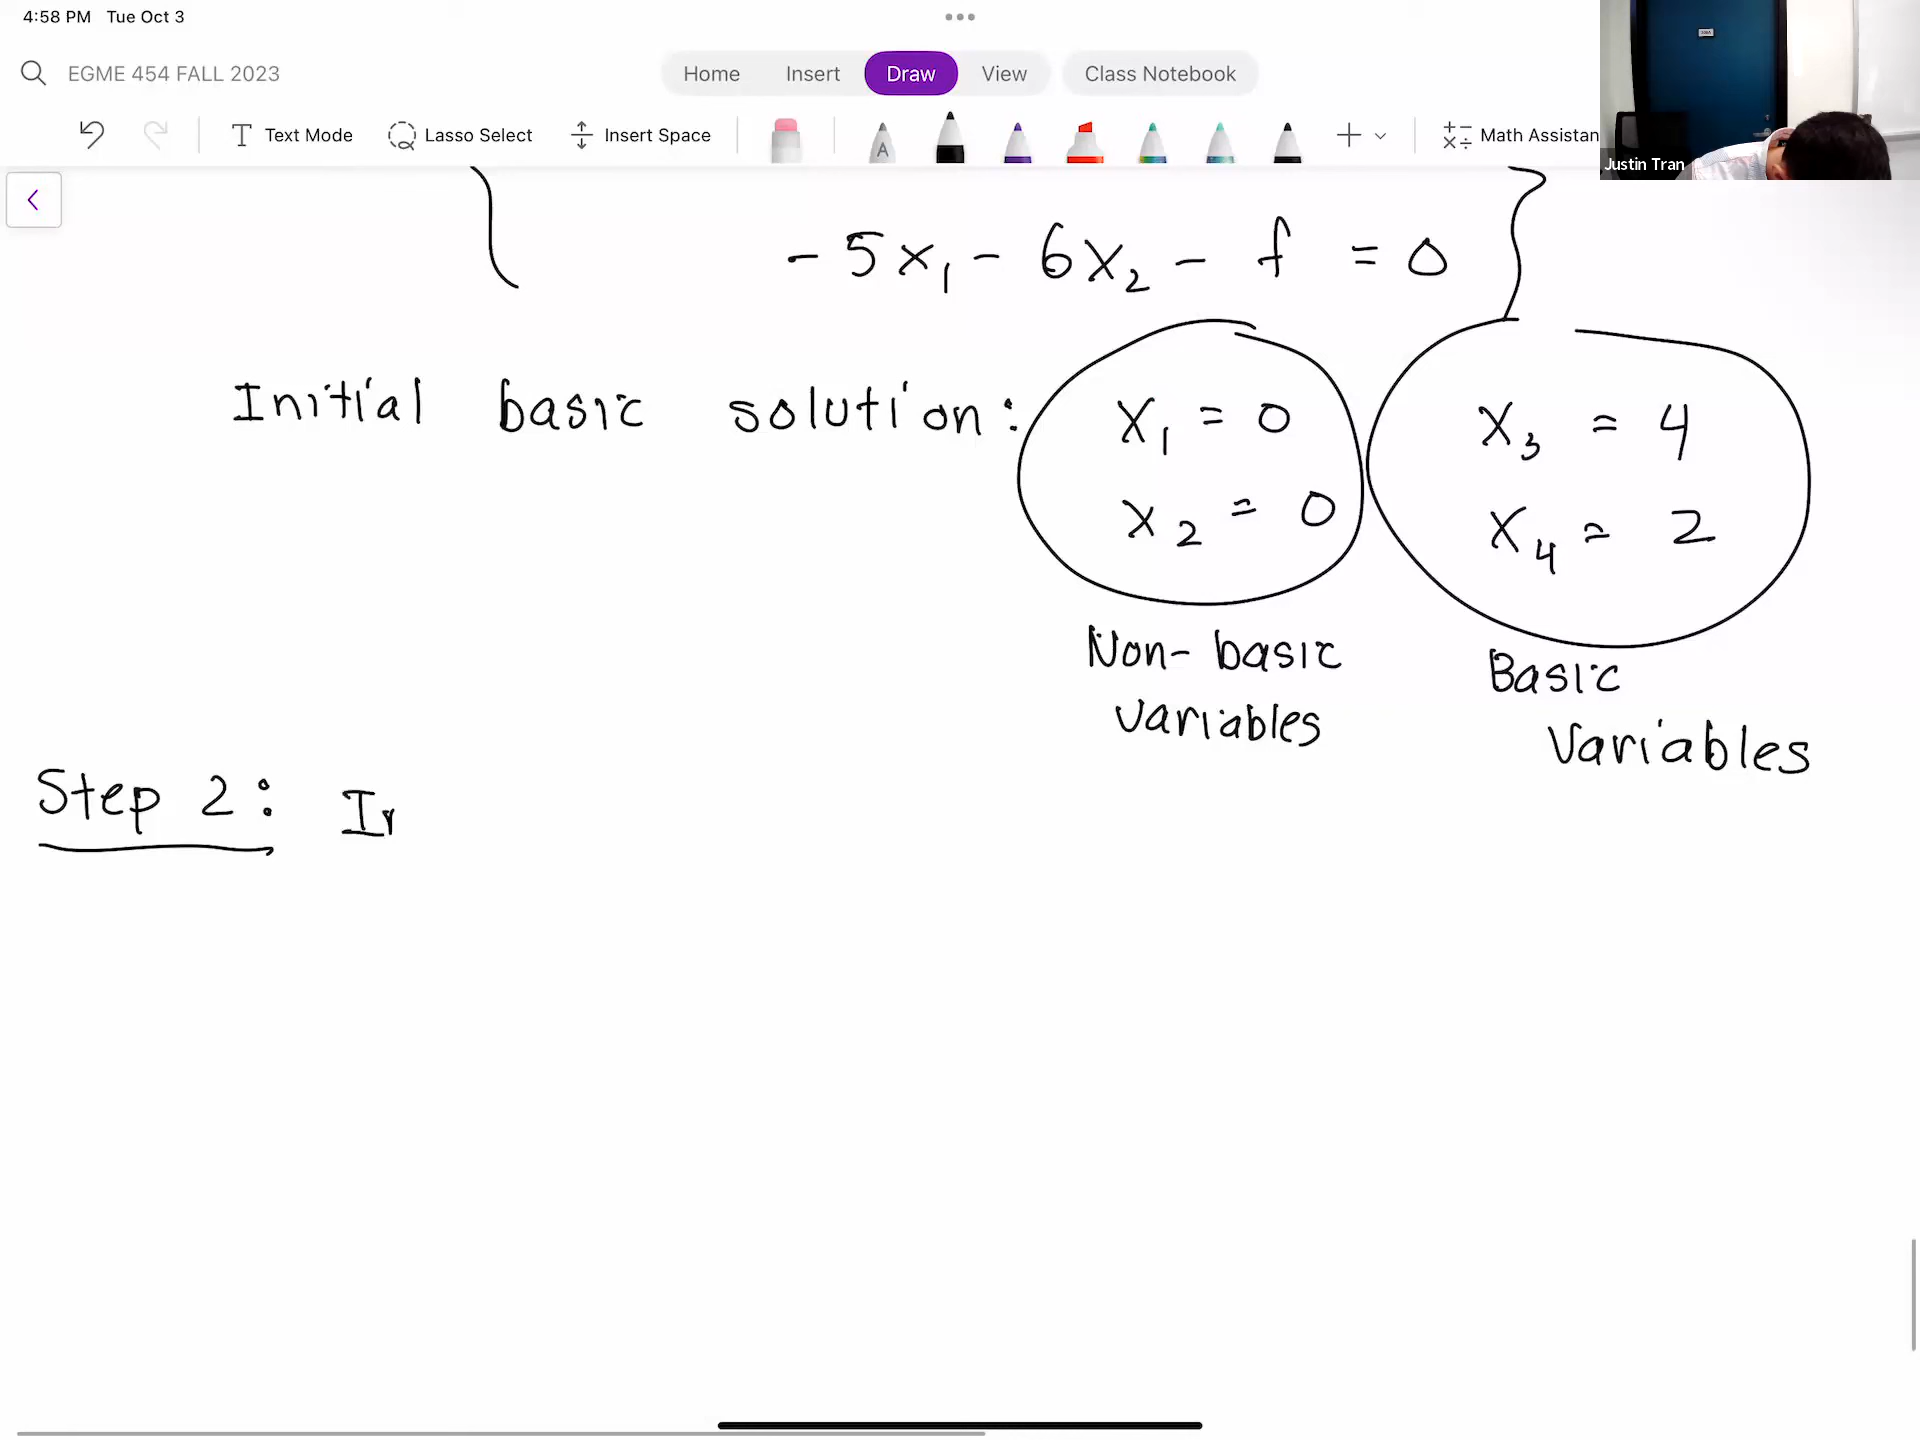 4:58 PM Tue Oct 3
EGME 454 FALL 2023
Home Insert Draw View Class Notebook
Text Mode Lasso Select Insert Space A Math Assistan
Justin Tran
- 5x₁ - 6x₂ - f = 0
Initial basic solution: x₁ = 0 x₃ = 4
x₂ = 0 x₄ = 2
Non-basic Basic
variables Variables
Step 2: In